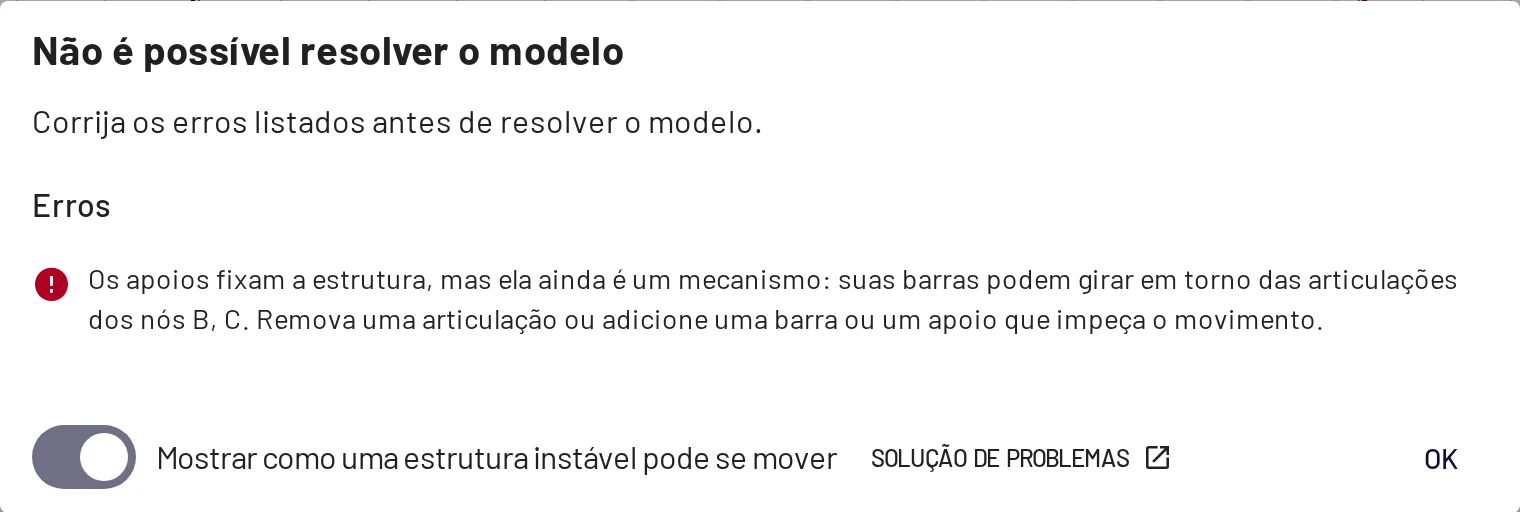 Não é possível resolver o modelo
Corrija os erros listados antes de resolver o modelo.
Erros
Os apoios fixam a estrutura, mas ela ainda é um mecanismo: suas barras podem girar em torno das articulações
dos nós B, C. Remova uma articulação ou adicione uma barra ou um apoio que impeça o movimento.
Mostrar como uma estrutura instável pode se mover SOLUÇÃO DE PROBLEMAS OK